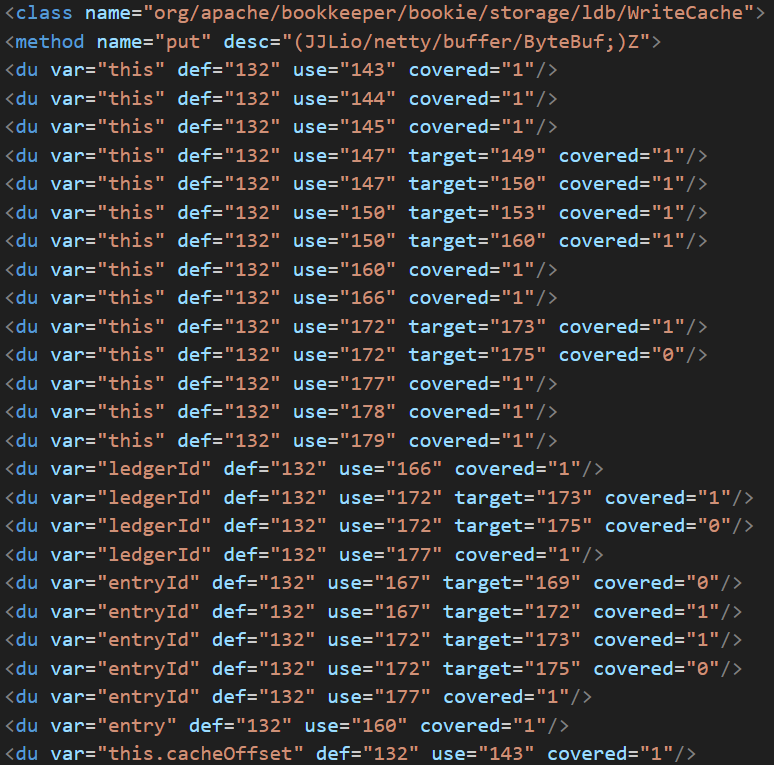 <class name="org/apache/bookkeeper/bookie/storage/ldb/WriteCache">
<method name="put" desc="(JJLio/netty/buffer/ByteBuf;)Z">
<du var="this" def="132" use="143" covered="1"/>
<du var="this" def="132" use="144" covered="1"/>
<du var="this" def="132" use="145" covered="1"/>
<du var="this" def="132" use="147" target="149" covered="1"/>
<du var="this" def="132" use="147" target="150" covered="1"/>
<du var="this" def="132" use="150" target="153" covered="1"/>
<du var="this" def="132" use="150" target="160" covered="1"/>
<du var="this" def="132" use="160" covered="1"/>
<du var="this" def="132" use="166" covered="1"/>
<du var="this" def="132" use="172" target="173" covered="1"/>
<du var="this" def="132" use="172" target="175" covered="0"/>
<du var="this" def="132" use="177" covered="1"/>
<du var="this" def="132" use="178" covered="1"/>
<du var="this" def="132" use="179" covered="1"/>
<du var="ledgerId" def="132" use="166" covered="1"/>
<du var="ledgerId" def="132" use="172" target="173" covered="1"/>
<du var="ledgerId" def="132" use="172" target="175" covered="0"/>
<du var="ledgerId" def="132" use="177" covered="1"/>
<du var="entryId" def="132" use="167" target="169" covered="0"/>
<du var="entryId" def="132" use="167" target="172" covered="1"/>
<du var="entryId" def="132" use="172" target="173" covered="1"/>
<du var="entryId" def="132" use="172" target="175" covered="0"/>
<du var="entryId" def="132" use="177" covered="1"/>
<du var="entry" def="132" use="160" covered="1"/>
<du var="this.cacheOffset" def="132" use="143" covered="1"/>